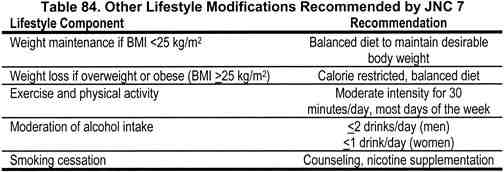 Table 84. Other Lifestyle Modifications Recommended by JNC 7
Lifestyle Component Recommendation
Weight maintenance if BMI <25 kg/m² Balanced diet to maintain desirable
body weight
Weight loss if overweight or obese (BMI ≥25 kg/m²) Calorie restricted, balanced diet
Exercise and physical activity Moderate intensity for 30
minutes/day, most days of the week
Moderation of alcohol intake ≤2 drinks/day (men)
≤1 drink/day (women)
Smoking cessation Counseling, nicotine supplementation